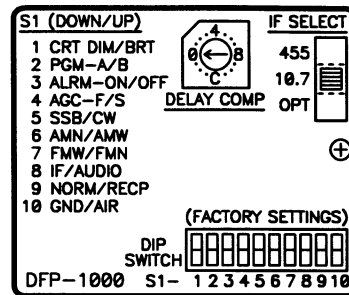 S1 (DOWN/UP)
1 CRT DIM/BRT
2 PGM-A/B
3 ALRM-ON/OFF
4 AGC-F/S
5 SSB/CW
6 AMN/AMW
7 FMW/FMN
8 IF/AUDIO
9 NORM/RECP
10 GND/AIR
4
0 8
C
DELAY COMP
IF SELECT
455
10.7
OPT
(FACTORY SETTINGS)
DIP
SWITCH
DFP-1000 S1- 1 2 3 4 5 6 7 8 9 10